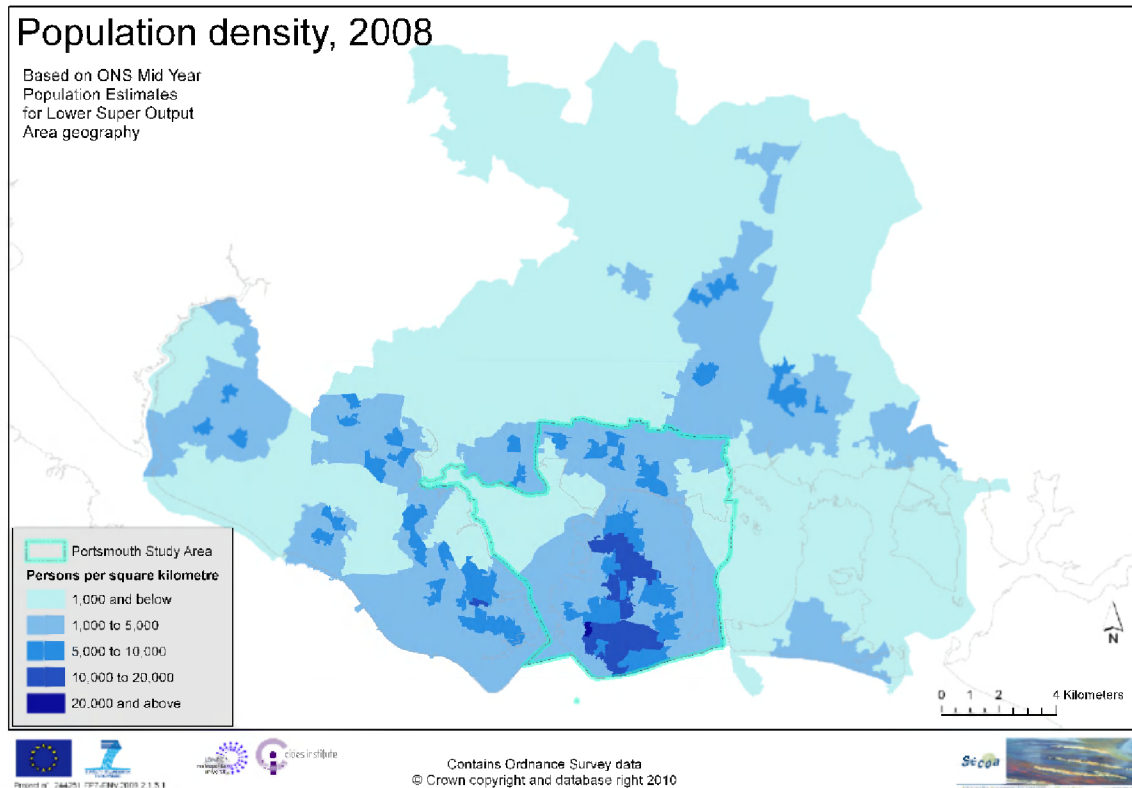 Population density, 2008
Based on ONS Mid Year
Population Estimates
for Lower Super Output
Area geography
Portsmouth Study Area
Persons per square kilometre
1,000 and below
1,000 to 5,000
5,000 to 10,000
10,000 to 20,000
20,000 and above
N
0 1 2 4 Kilometers
cities institute
Contains Ordnance Survey data
© Crown copyright and database right 2010
Secoa